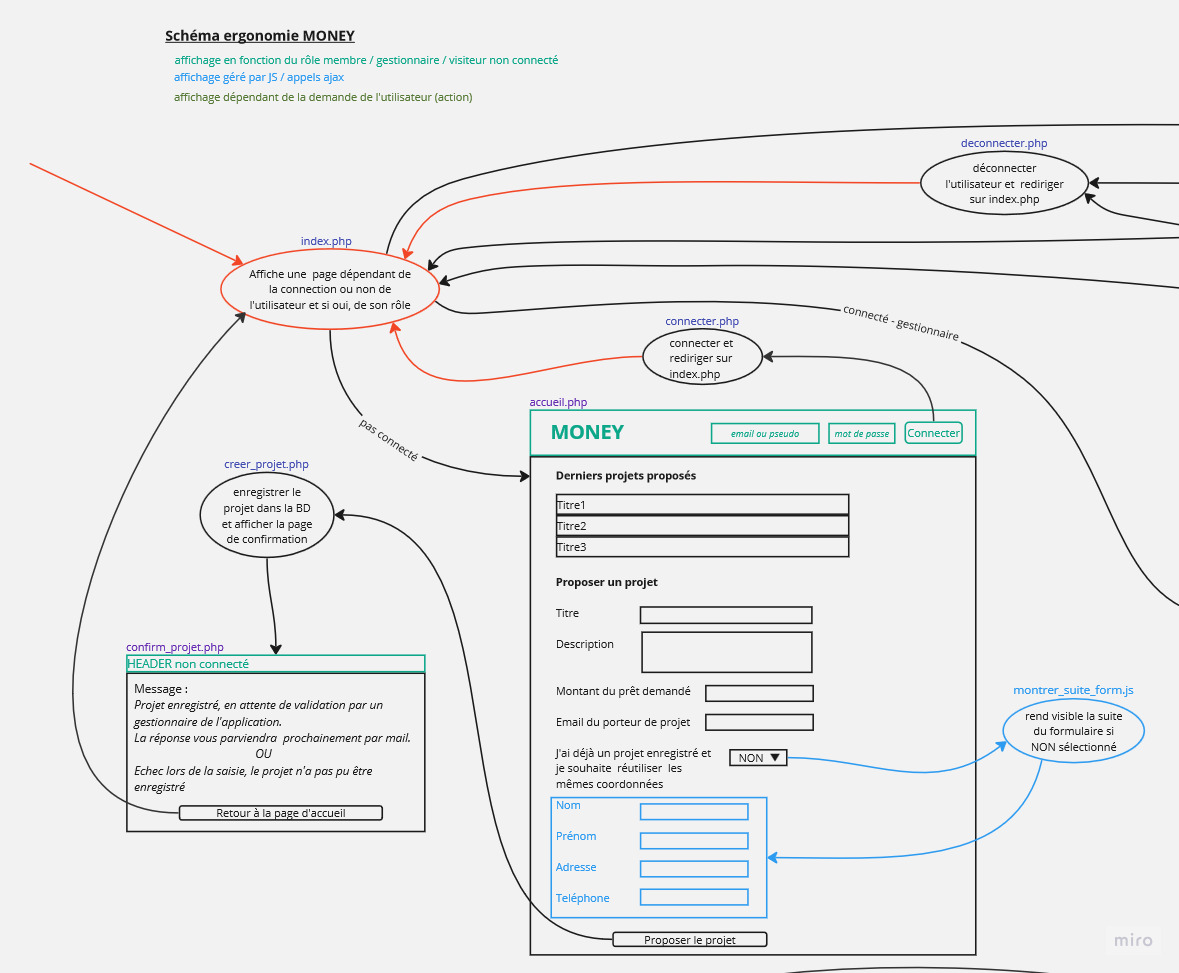 Schéma ergonomie MONEY
affichage en fonction du rôle membre / gestionnaire / visiteur non connecté
affichage géré par JS / appels ajax
affichage dépendant de la demande de l'utilisateur (action)
deconnecter.php
déconnecter
l'utilisateur et rediriger
sur index.php
index.php
Affiche une page dépendant de
la connection ou non de
l'utilisateur et si oui, de son rôle
connecté - gestionnaire
connecter.php
connecter et
rediriger sur
index.php
pas connecté
accueil.php
MONEY
email ou pseudo
mot de passe
Connecter
Derniers projets proposés
Titre1
Titre2
Titre3
Proposer un projet
Titre
Description
Montant du prêt demandé
Email du porteur de projet
J'ai déjà un projet enregistré et
je souhaite réutiliser les
mêmes coordonnées
NON
Nom
Prénom
Adresse
Teléphone
Proposer le projet
montrer_suite_form.js
rend visible la suite
du formulaire si
NON sélectionné
creer_projet.php
enregistrer le
projet dans la BD
et afficher la page
de confirmation
confirm_projet.php
HEADER non connecté
Message :
Projet enregistré, en attente de validation par un
gestionnaire de l'application.
La réponse vous parviendra prochainement par mail.
OU
Echec lors de la saisie, le projet n'a pas pu être
enregistré
Retour à la page d'accueil
miro